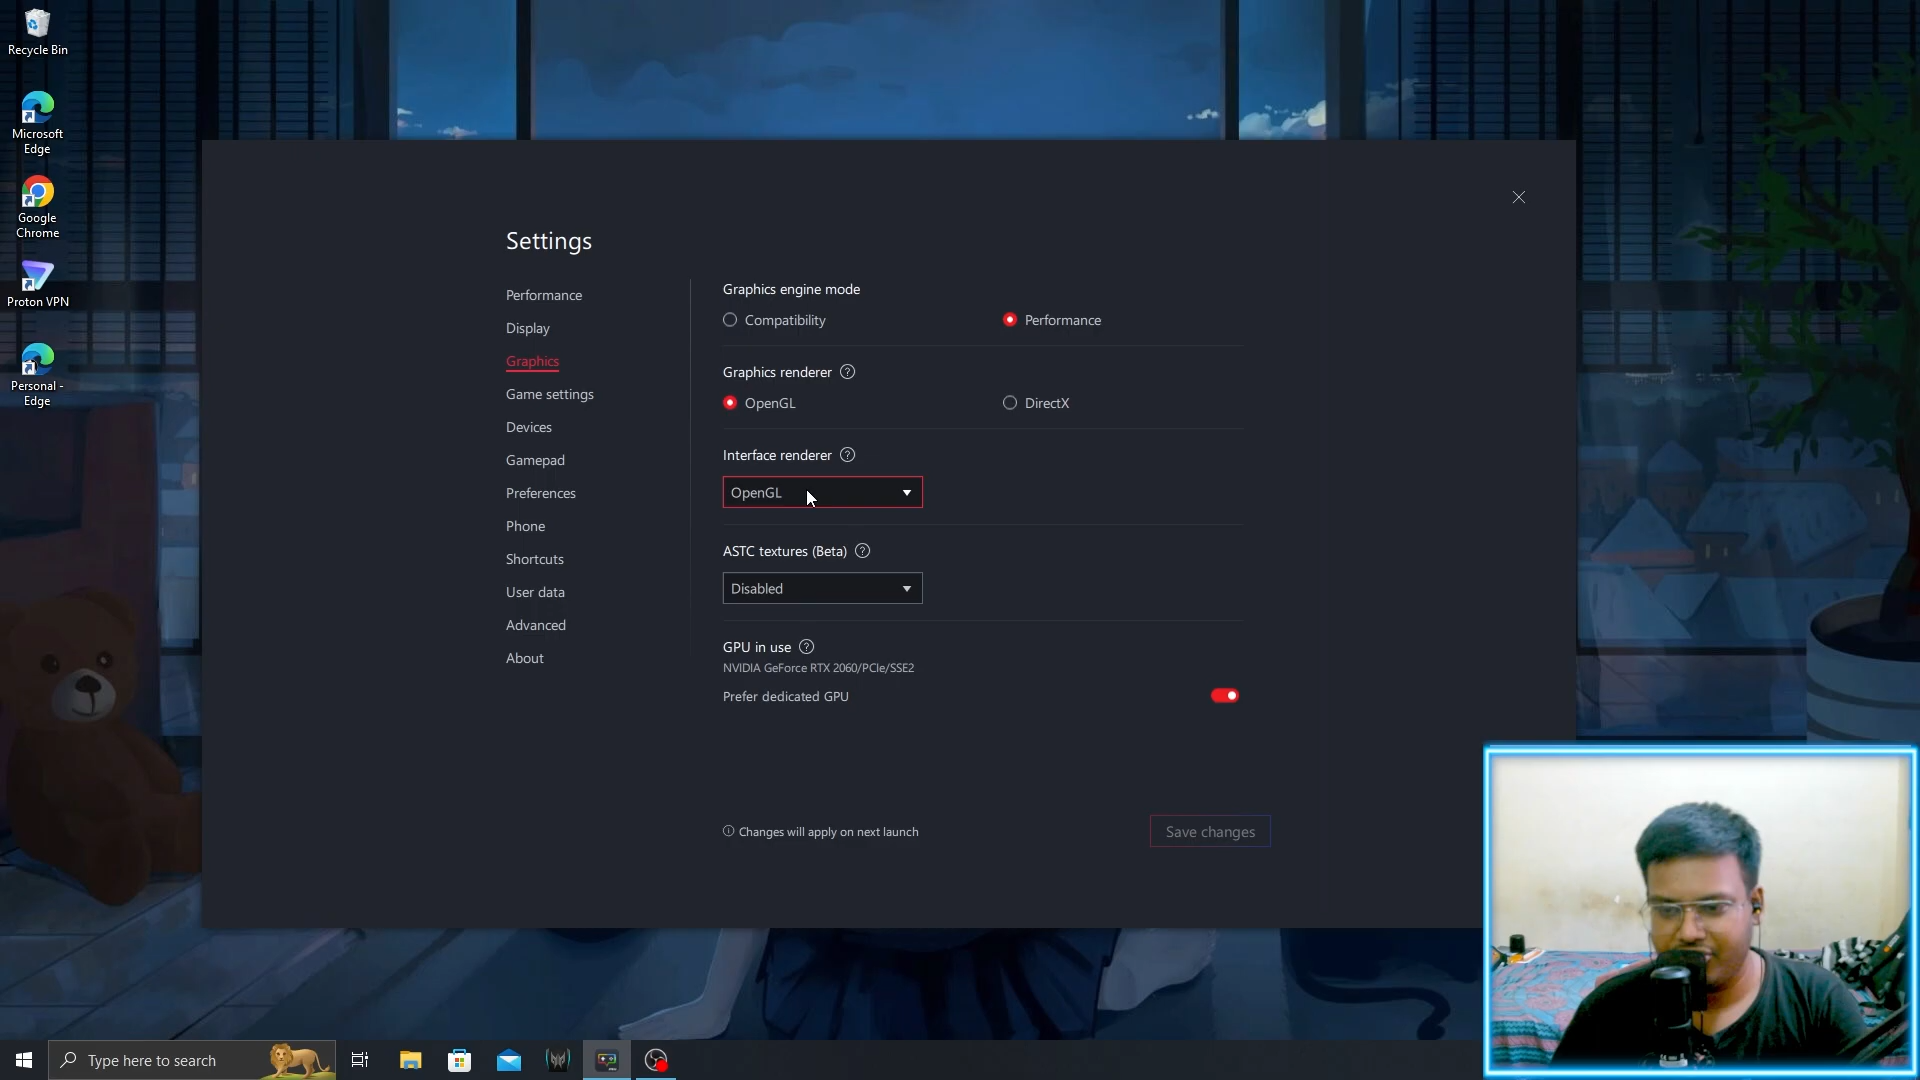 Recycle Bin
Microsoft
Edge
Google
Chrome
Proton VPN
Personal -
Edge
Settings
Performance
Display
Graphics
Game settings
Devices
Gamepad
Preferences
Phone
Shortcuts
User data
Advanced
About
Graphics engine mode
Compatibility
Performance
Graphics renderer
OpenGL
DirectX
Interface renderer
OpenGL
ASTC textures (Beta)
Disabled
GPU in use
NVIDIA GeForce RTX 2060/PCIe/SSE2
Prefer dedicated GPU
Changes will apply on next launch
Save changes
Type here to search